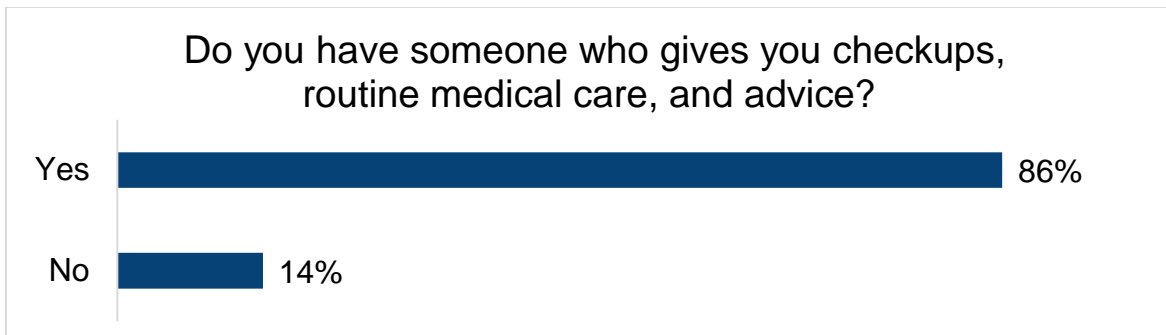 Do you have someone who gives you checkups,
routine medical care, and advice?
Yes
86%
No
14%